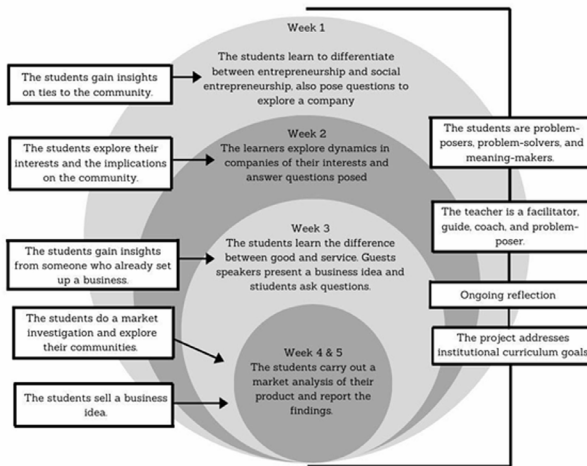 Week 1
The students learn to differentiate
between entrepreneurship and social
entrepreneurship, also pose questions to
explore a company
The students gain insights
on ties to the community.
Week 2
The learners explore dynamics in
companies of their interests and
answer questions posed
The students explore their
interests and the implications
on the community.
Week 3
The students learn the difference
between good and service. Guests
speakers present a business idea and
stiudents ask questions.
The students gain insights
from someone who already set
up a business.
Week 4 & 5
The students carry out a
market analysis of their
product and report the
findings.
The students do a market
investigation and explore
their communities.
The students sell a business
idea.
The students are problem-
posers, problem-solvers, and
meaning-makers.
The teacher is a facilitator,
guide, coach, and problem-
poser.
Ongoing reflection
The project addresses
institutional curriculum goals